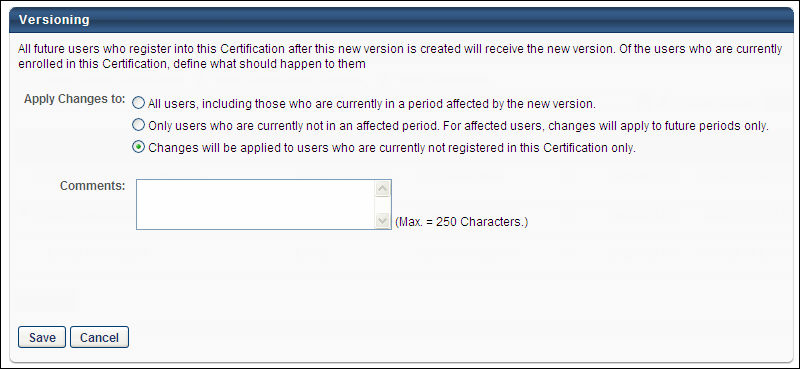 Versioning
All future users who register into this Certification after this new version is created will receive the new version. Of the users who are currently
enrolled in this Certification, define what should happen to them
Apply Changes to:
All users, including those who are currently in a period affected by the new version.
Only users who are currently not in an affected period. For affected users, changes will apply to future periods only.
Changes will be applied to users who are currently not registered in this Certification only.
Comments:
(Max. = 250 Characters.)
Save Cancel